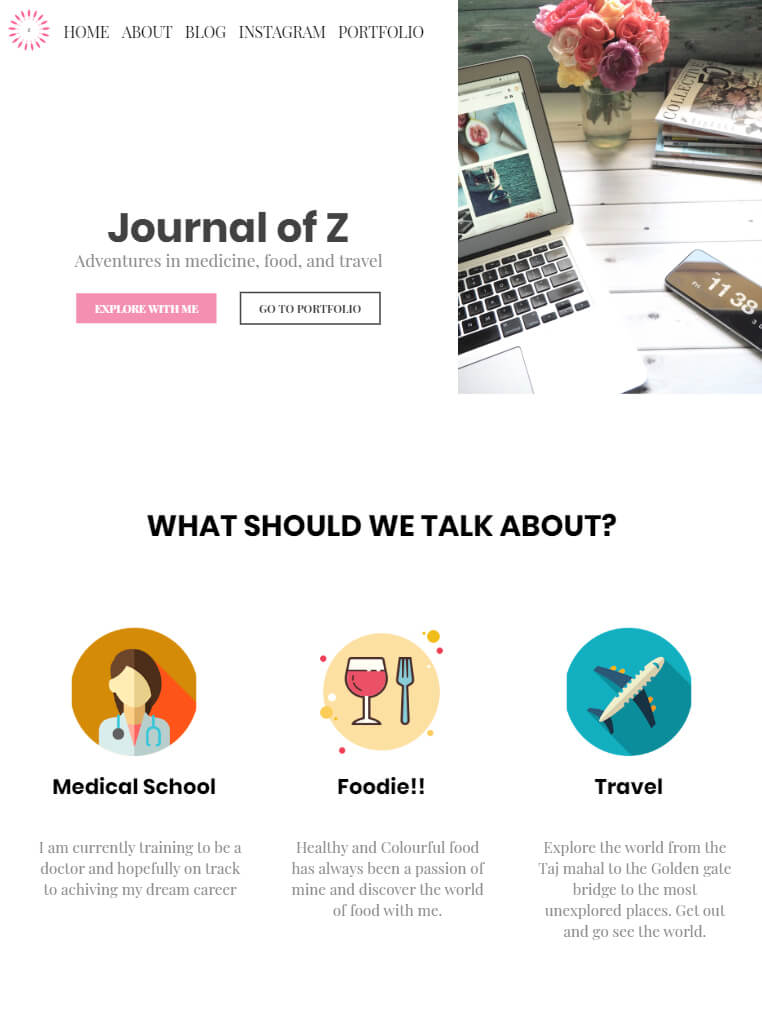 HOME ABOUT BLOG INSTAGRAM PORTFOLIO
COLLECTIVE
50
11 38
FRI
Journal of Z
Adventures in medicine, food, and travel
EXPLORE WITH ME
GO TO PORTFOLIO
WHAT SHOULD WE TALK ABOUT?
Medical School
I am currently training to be a
doctor and hopefully on track
to achiving my dream career
Foodie!!
Healthy and Colourful food
has always been a passion of
mine and discover the world
of food with me.
Travel
Explore the world from the
Taj mahal to the Golden gate
bridge to the most
unexplored places. Get out
and go see the world.